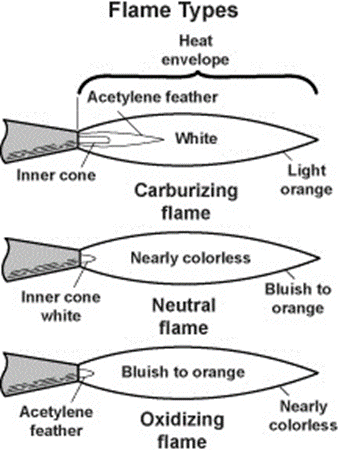 Flame Types
Heat
envelope
Acetylene feather
White
Inner cone
Light
orange
Carburizing
flame
Nearly colorless
Inner cone
white
Bluish to
orange
Neutral
flame
Bluish to orange
Acetylene
feather
Nearly
colorless
Oxidizing
flame